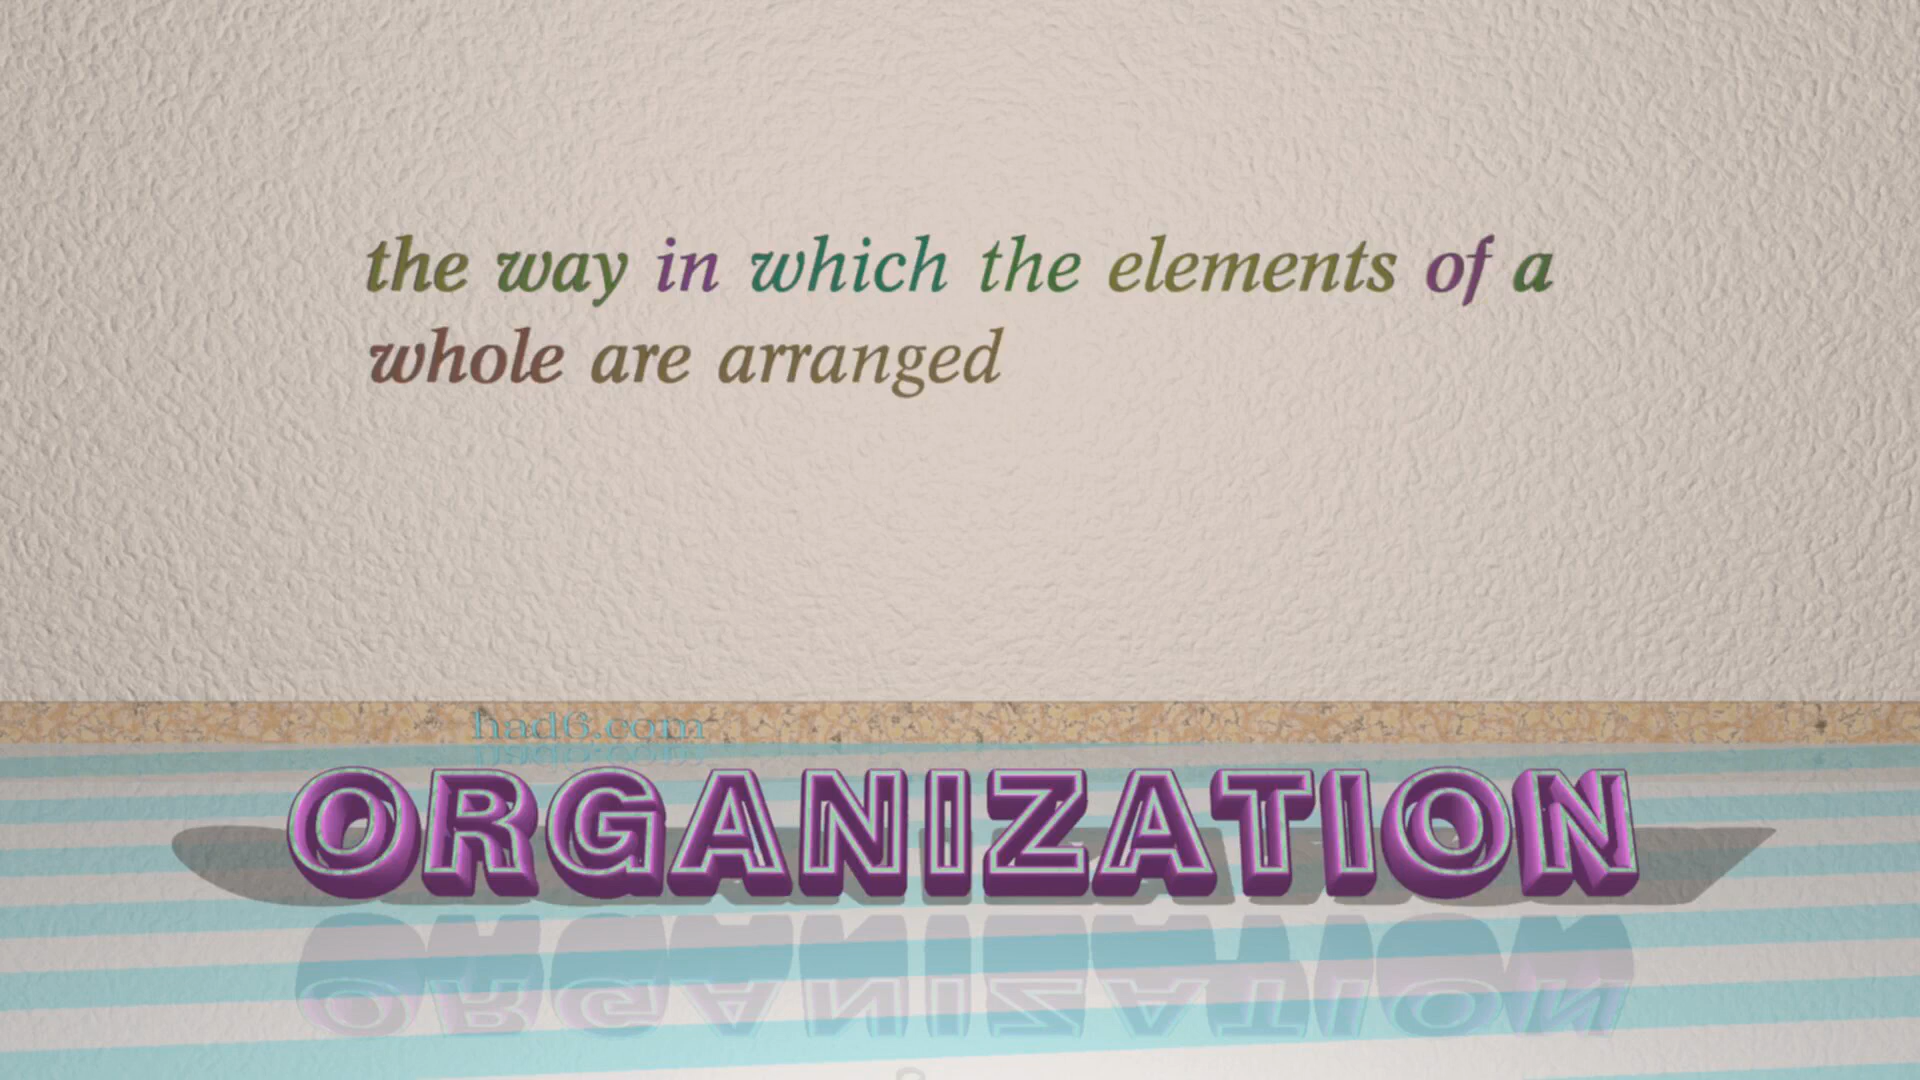 the way in which the elements of a
whole are arranged
had6.com
ORGANIZATION